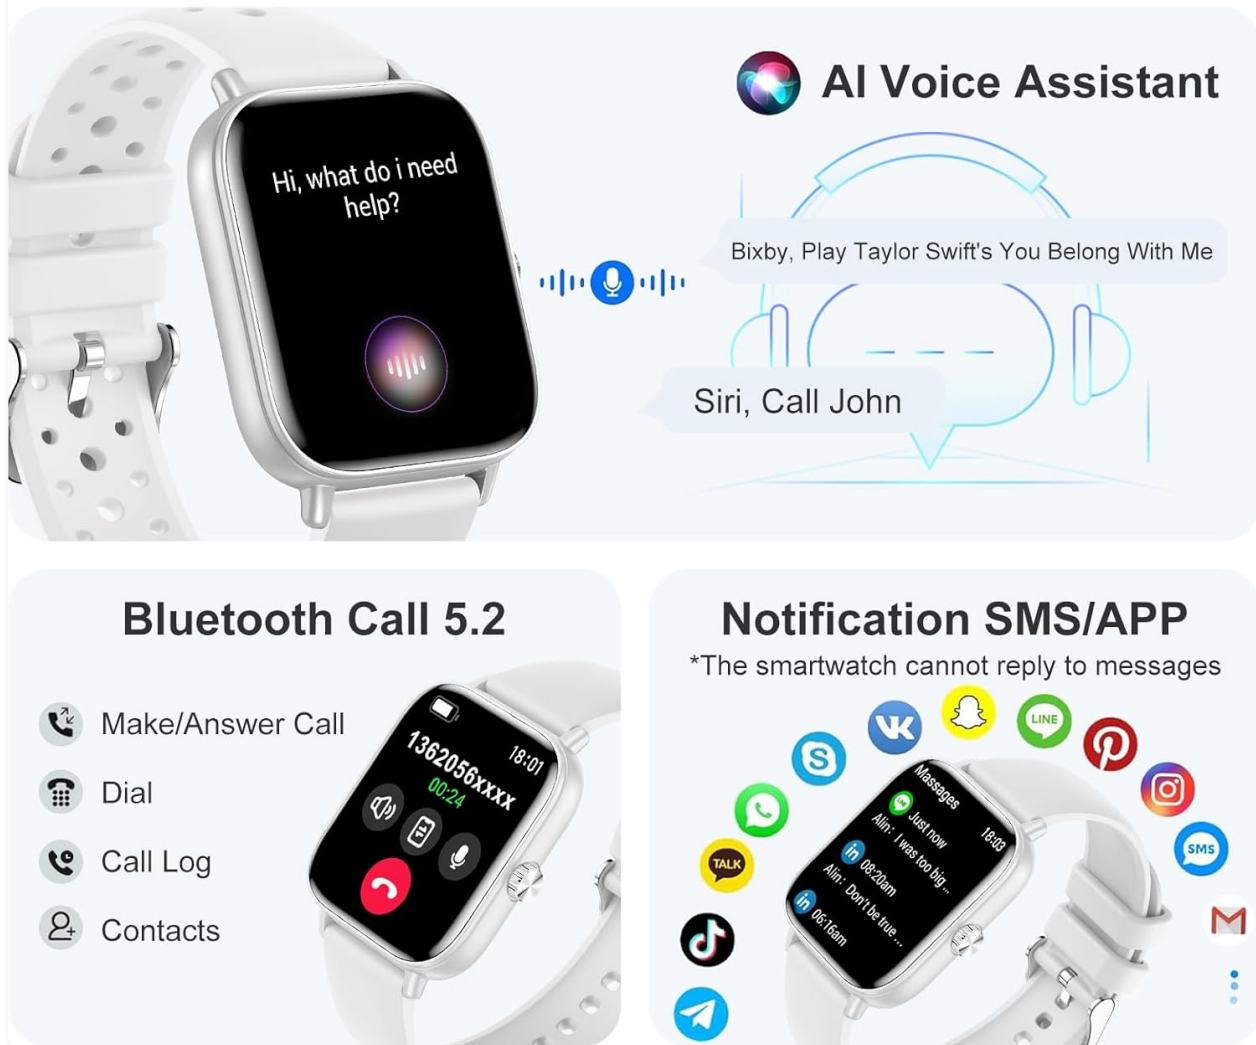 AI Voice Assistant
Hi, what do i need
help?
Bixby, Play Taylor Swift's You Belong With Me
Siri, Call John
Bluetooth Call 5.2
Make/Answer Call
Dial
Call Log
Contacts
18:01
1362056xxxx
00:24
Notification SMS/APP
*The smartwatch cannot reply to messages
LINE
SMS
TALK
Massages
18:03
Just now
Alin: I was too big...
in 08:20am
Alin: Don't be true...
in 06:16am